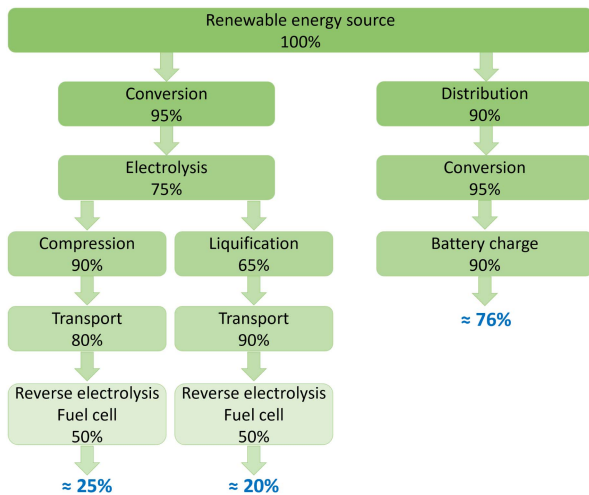 Renewable energy source
100%
Conversion
95%
Distribution
90%
Electrolysis
75%
Conversion
95%
Compression
90%
Liquification
65%
Battery charge
90%
Transport
80%
Transport
90%
≈ 76%
Reverse electrolysis
Fuel cell
50%
Reverse electrolysis
Fuel cell
50%
≈ 25%
≈ 20%